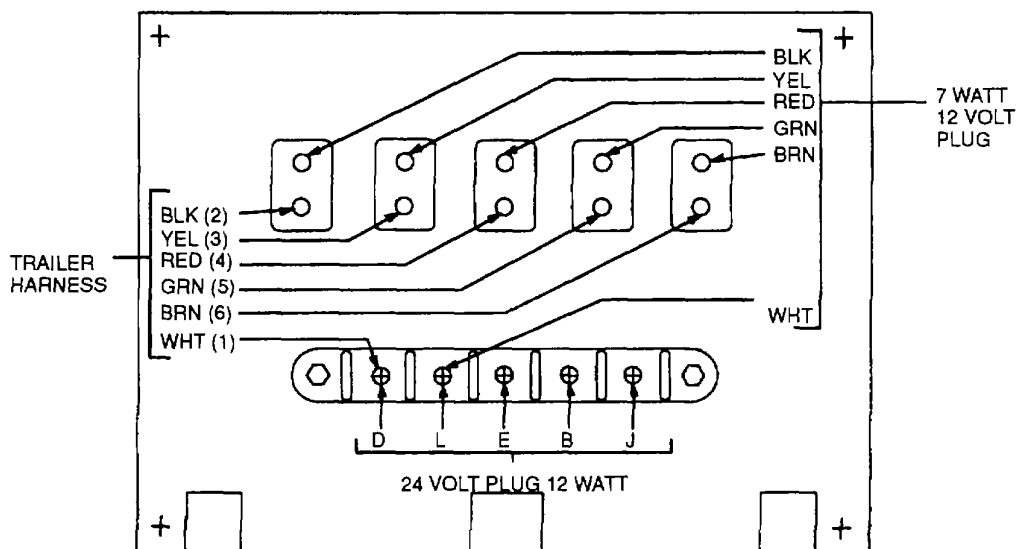 BLK
YEL
RED
GRN
BRN
7 WATT
12 VOLT
PLUG
BLK (2)
YEL (3)
RED (4)
GRN (5)
BRN (6)
WHT (1)
TRAILER
HARNESS
WHT
D L E B J
24 VOLT PLUG 12 WATT